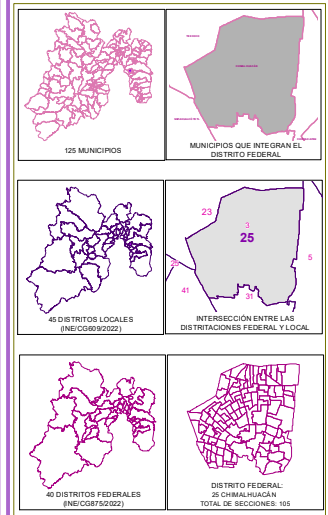 125 MUNICIPIOS
MUNICIPIOS QUE INTEGRAN EL
DISTRITO FEDERAL
45 DISTRITOS LOCALES
(INE/CG609/2022)
23
3
25
5
41
31
INTERSECCIÓN ENTRE LAS
DISTRITACIONES FEDERAL Y LOCAL
40 DISTRITOS FEDERALES
(INE/CG875/2022)
DISTRITO FEDERAL:
25 CHIMALHUACÁN
TOTAL DE SECCIONES: 105